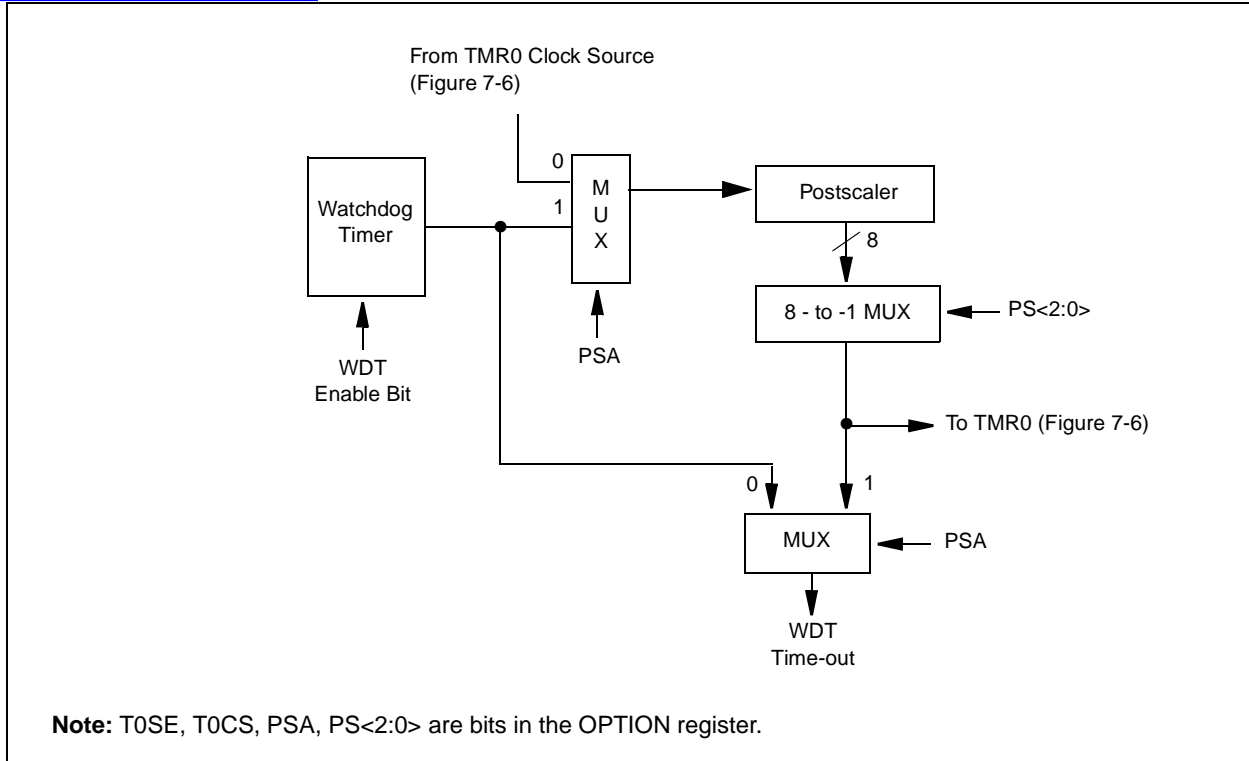 From TMR0 Clock Source
(Figure 7-6)
0
1
M
U
X
Watchdog
Timer
Postscaler
8
8 - to -1 MUX
PS<2:0>
PSA
WDT
Enable Bit
To TMR0 (Figure 7-6)
0
1
MUX
PSA
WDT
Time-out
Note: T0SE, T0CS, PSA, PS<2:0> are bits in the OPTION register.